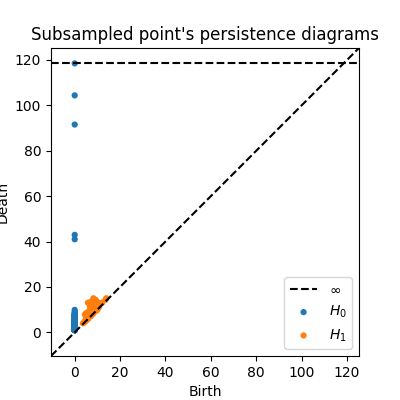 Subsampled point's persistence diagrams
120
100
80
60
40
20
0
Death
∞
H₀
H₁
0 20 40 60 80 100 120
Birth